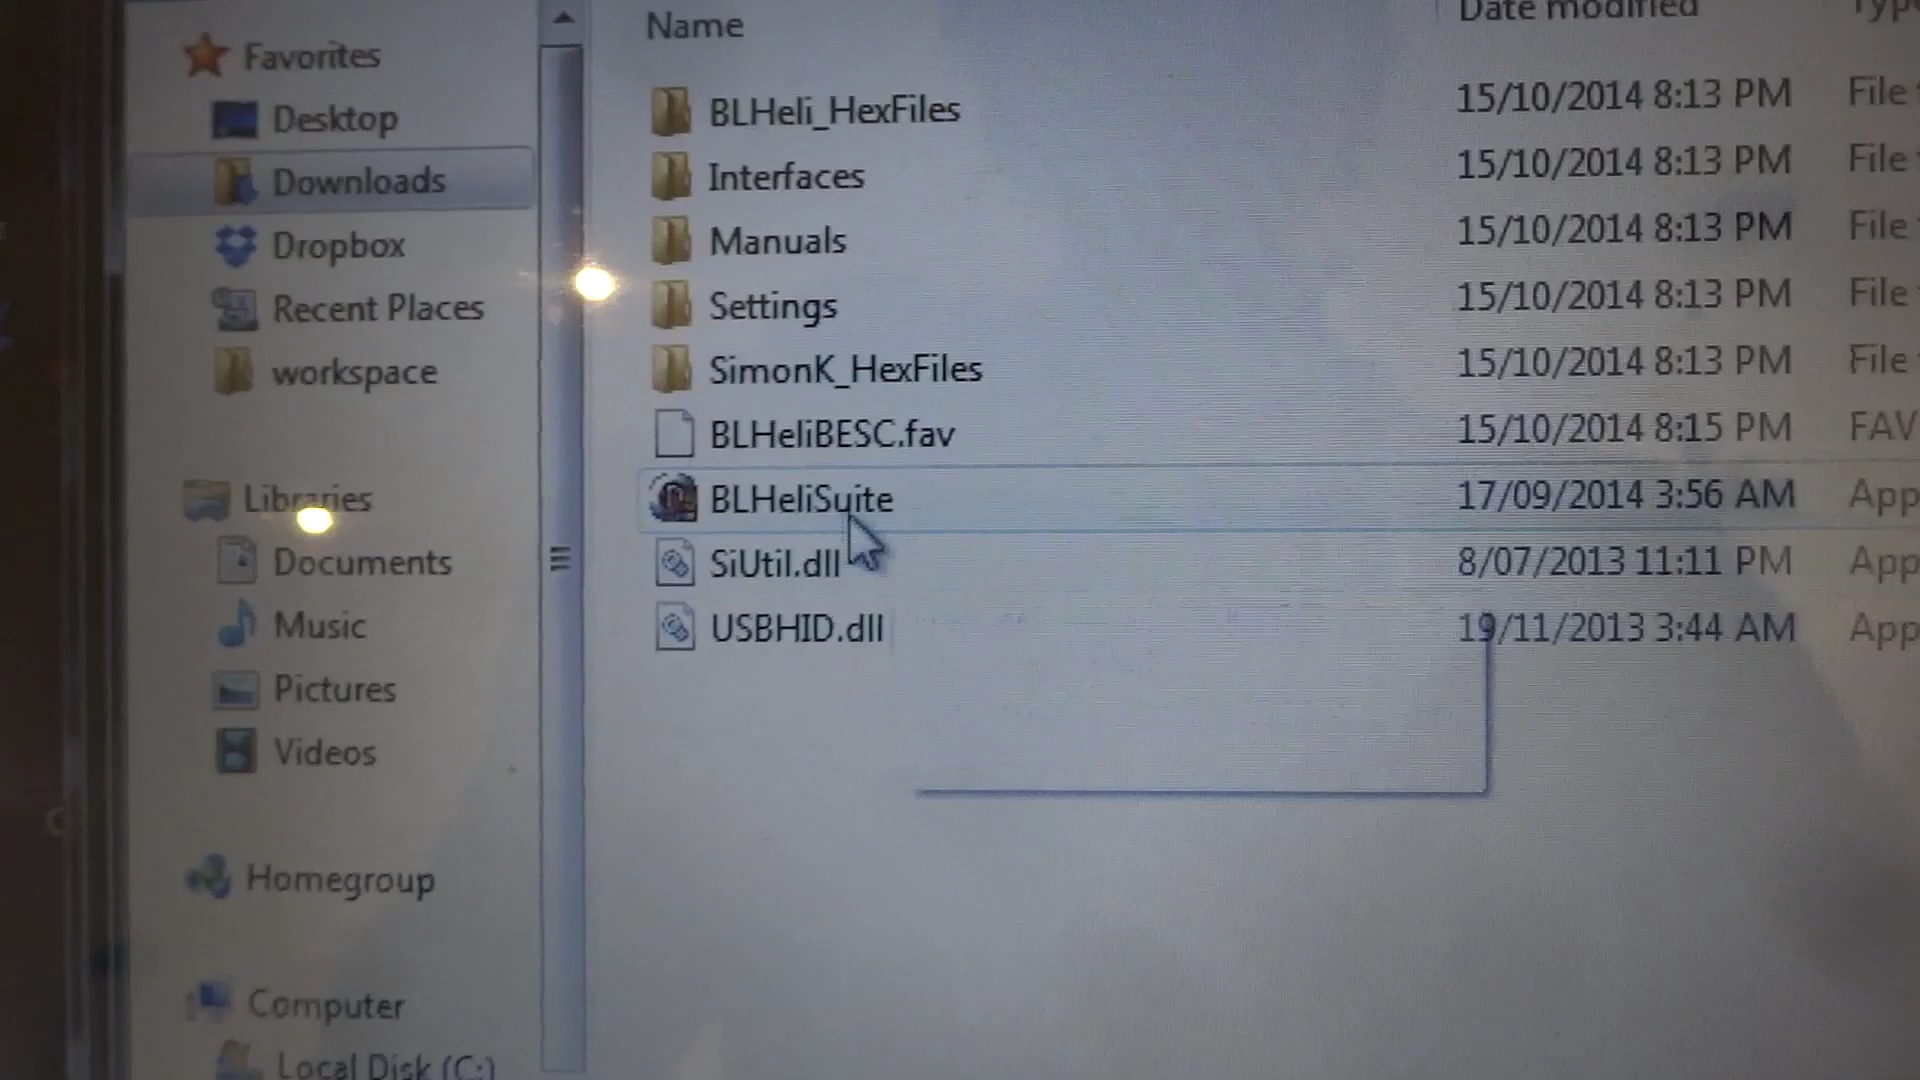 Name Date modified
Favorites
Desktop
Downloads
Dropbox
Recent Places
workspace
Libraries
Documents
Music
Pictures
Videos
Homegroup
Computer
Local Disk (C:)
BLHeli_HexFiles 15/10/2014 8:13 PM File
Interfaces 15/10/2014 8:13 PM File
Manuals 15/10/2014 8:13 PM File
Settings 15/10/2014 8:13 PM File
SimonK_HexFiles 15/10/2014 8:13 PM File
BLHeliBESC.fav 15/10/2014 8:15 PM FAV
BLHeliSuite 17/09/2014 3:56 AM App
SiUtil.dll 8/07/2013 11:11 PM App
USBHID.dll 19/11/2013 3:44 AM App